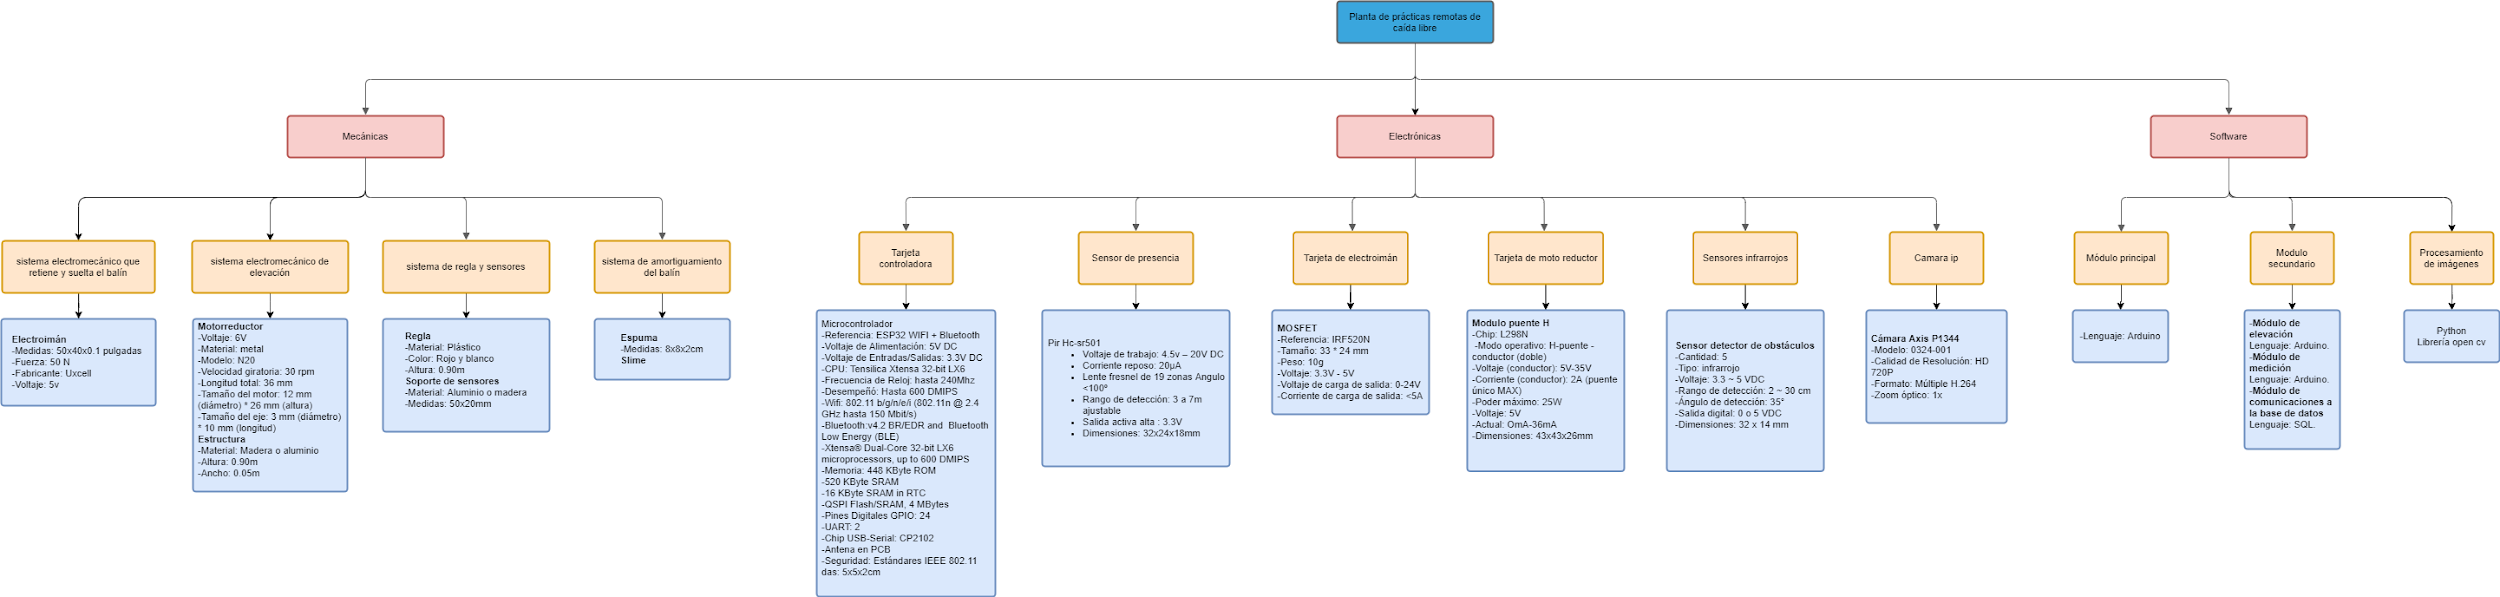 Planta de prácticas remotas de
caída libre
Mecánicas
Electrónicas
Software
sistema electromecánico que
retiene y suelta el balín
sistema electromecánico de
elevación
sistema de regla y sensores
sistema de amortiguamiento
del balín
Tarjeta
controladora
Sensor de presencia
Tarjeta de electroimán
Tarjeta de moto reductor
Sensores infrarrojos
Camara ip
Módulo principal
Modulo
secundario
Procesamiento
de imágenes
Electroimán
-Medidas: 50x40x0.1 pulgadas
-Fuerza: 50 N
-Fabricante: Uxcell
-Voltaje: 5v
Motorreductor
-Voltaje: 6V
-Material: metal
-Modelo: N20
-Velocidad giratoria: 30 rpm
-Longitud total: 36 mm
-Tamaño del motor: 12 mm
(diámetro) * 26 mm (altura)
-Tamaño del eje: 3 mm (diámetro)
* 10 mm (longitud)
Estructura
-Material: Madera o aluminio
-Altura: 0.90m
-Ancho: 0.05m
Regla
-Material: Plástico
-Color: Rojo y blanco
-Altura: 0.90m
Soporte de sensores
-Material: Aluminio o madera
-Medidas: 50x20mm
Espuma
-Medidas: 8x8x2cm
Slime
Microcontrolador
-Referencia: ESP32 WIFI + Bluetooth
-Voltaje de Alimentación: 5V DC
-Voltaje de Entradas/Salidas: 3.3V DC
-CPU: Tensilica Xtensa 32-bit LX6
-Frecuencia de Reloj: hasta 240Mhz
-Desempeñó: Hasta 600 DMIPS
-Wifi: 802.11 b/g/n/e/i (802.11n @ 2.4
GHz hasta 150 Mbit/s)
-Bluetooth:v4.2 BR/EDR and Bluetooth
Low Energy (BLE)
-Xtensa® Dual-Core 32-bit LX6
microprocessors, up to 600 DMIPS
-Memoria: 448 KByte ROM
-520 KByte SRAM
-16 KByte SRAM in RTC
-QSPI Flash/SRAM, 4 MBytes
-Pines Digitales GPIO: 24
-UART: 2
-Chip USB-Serial: CP2102
-Antena en PCB
-Seguridad: Estándares IEEE 802.11
das: 5x5x2cm
Pir Hc-sr501
• Voltaje de trabajo: 4.5v – 20V DC
• Corriente reposo: 20µA
• Lente fresnel de 19 zonas Angulo
<100º
• Rango de detección: 3 a 7m
ajustable
• Salida activa alta : 3.3V
• Dimensiones: 32x24x18mm
MOSFET
-Referencia: IRF520N
-Tamaño: 33 * 24 mm
-Peso: 10g
-Voltaje: 3.3V - 5V
-Voltaje de carga de salida: 0-24V
-Corriente de carga de salida: <5A
Modulo puente H
-Chip: L298N
-Modo operativo: H-puente -
conductor (doble)
-Voltaje (conductor): 5V-35V
-Corriente (conductor): 2A (puente
único MAX)
-Poder máximo: 25W
-Voltaje: 5V
-Actual: OmA-36mA
-Dimensiones: 43x43x26mm
Sensor detector de obstáculos
-Cantidad: 5
-Tipo: infrarrojo
-Voltaje: 3.3 ~ 5 VDC
-Rango de detección: 2 ~ 30 cm
-Ángulo de detección: 35°
-Salida digital: 0 o 5 VDC
-Dimensiones: 32 x 14 mm
Cámara Axis P1344
-Modelo: 0324-001
-Calidad de Resolución: HD
720P
-Formato: Múltiple H.264
-Zoom óptico: 1x
-Lenguaje: Arduino
-Módulo de
elevación
Lenguaje: Arduino.
-Módulo de
medición
Lenguaje: Arduino.
-Módulo de
comunicaciones a
la base de datos
Lenguaje: SQL.
Python
Librería open cv